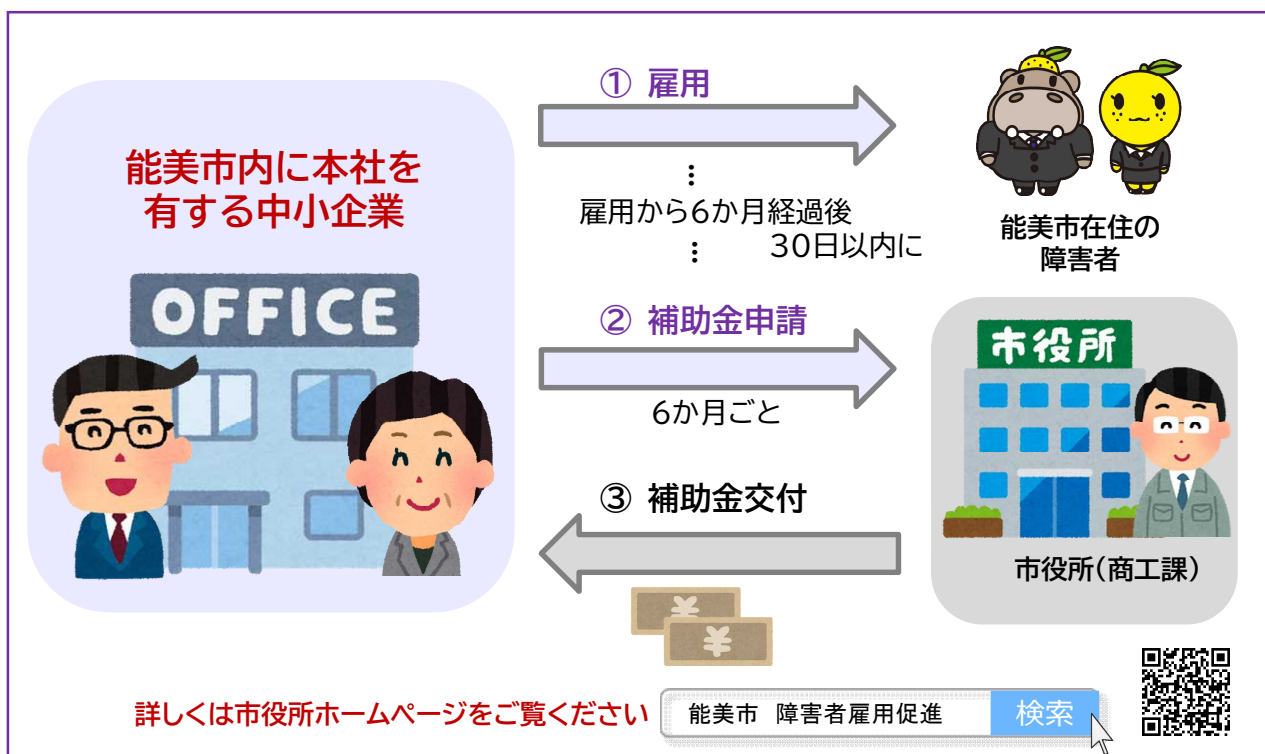 能美市内に本社を
有する中小企業
OFFICE
① 雇用
⋮
雇用から6か月経過後
⋮ 30日以内に
能美市在住の
障害者
② 補助金申請
6か月ごと
市役所
③ 補助金交付
市役所(商工課)
¥
¥
詳しくは市役所ホームページをご覧ください
能美市 障害者雇用促進 検索